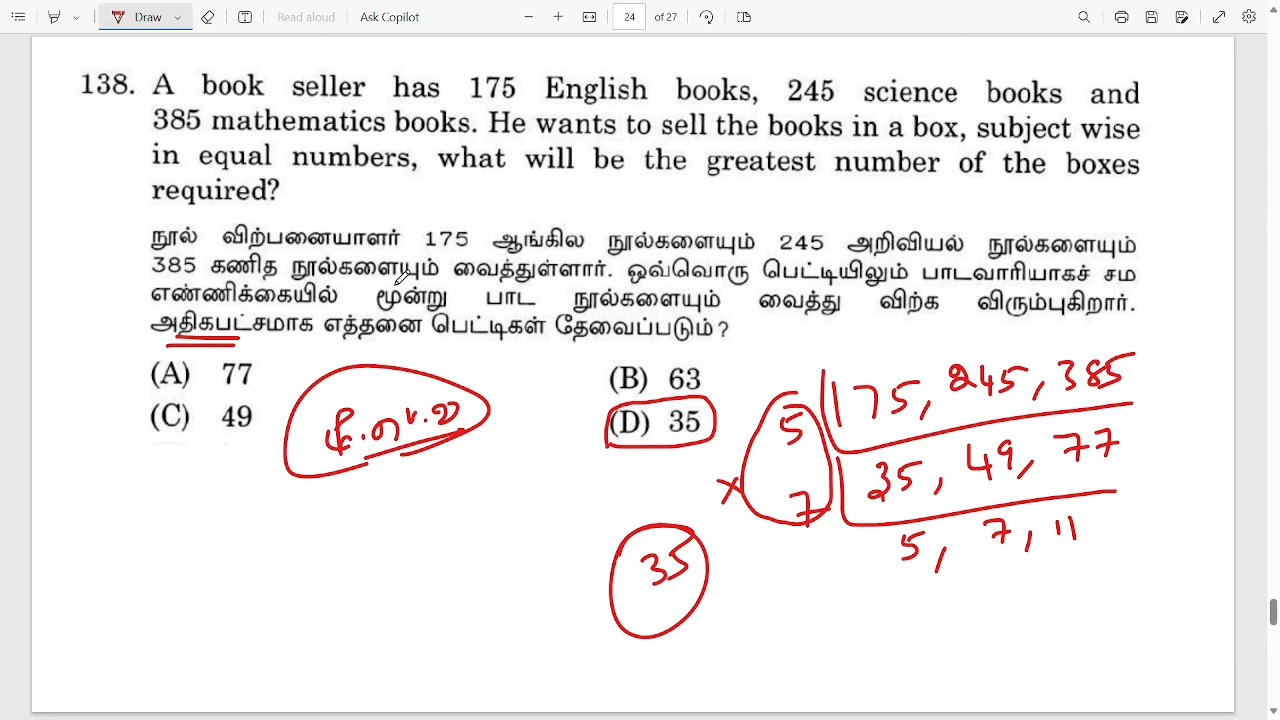 Draw
Read aloud
Ask Copilot
24 of 27
138. A book seller has 175 English books, 245 science books and
385 mathematics books. He wants to sell the books in a box, subject wise
in equal numbers, what will be the greatest number of the boxes
required?
நூல் விற்பனையாளர் 175 ஆங்கில நூல்களையும் 245 அறிவியல் நூல்களையும்
385 கணித நூல்களையும் வைத்துள்ளார். ஒவ்வொரு பெட்டியிலும் பாடவாரியாகச் சம
எண்ணிக்கையில் மூன்று பாட நூல்களையும் வைத்து விற்க விரும்புகிறார்.
அதிகபட்சமாக எத்தனை பெட்டிகள் தேவைப்படும்?
(A) 77
(B) 63
(C) 49
(D) 35
5 175, 245, 385
× 7 35, 49, 77
5, 7, 11
35